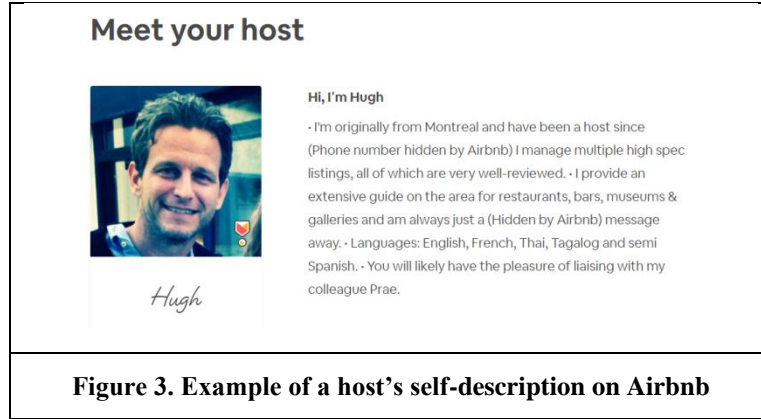 Meet your host
Hi, I'm Hugh
• I'm originally from Montreal and have been a host since
(Phone number hidden by Airbnb) I manage multiple high spec
listings, all of which are very well-reviewed. • I provide an
extensive guide on the area for restaurants, bars, museums &
galleries and am always just a (Hidden by Airbnb) message
away. • Languages: English, French, Thai, Tagalog and semi
Spanish. • You will likely have the pleasure of liaising with my
colleague Prae.
Hugh
Figure 3. Example of a host's self-description on Airbnb